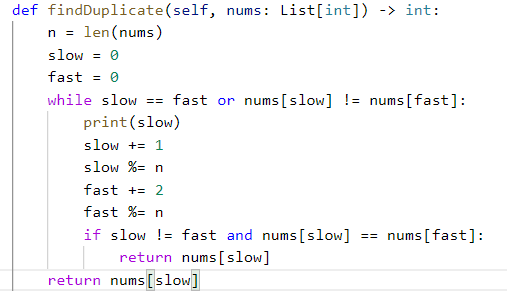 def findDuplicate(self, nums: List[int]) -> int:
    n = len(nums)
    slow = 0
    fast = 0
    while slow == fast or nums[slow] != nums[fast]:
        print(slow)
        slow += 1
        slow %= n
        fast += 2
        fast %= n
        if slow != fast and nums[slow] == nums[fast]:
            return nums[slow]
    return nums[slow]